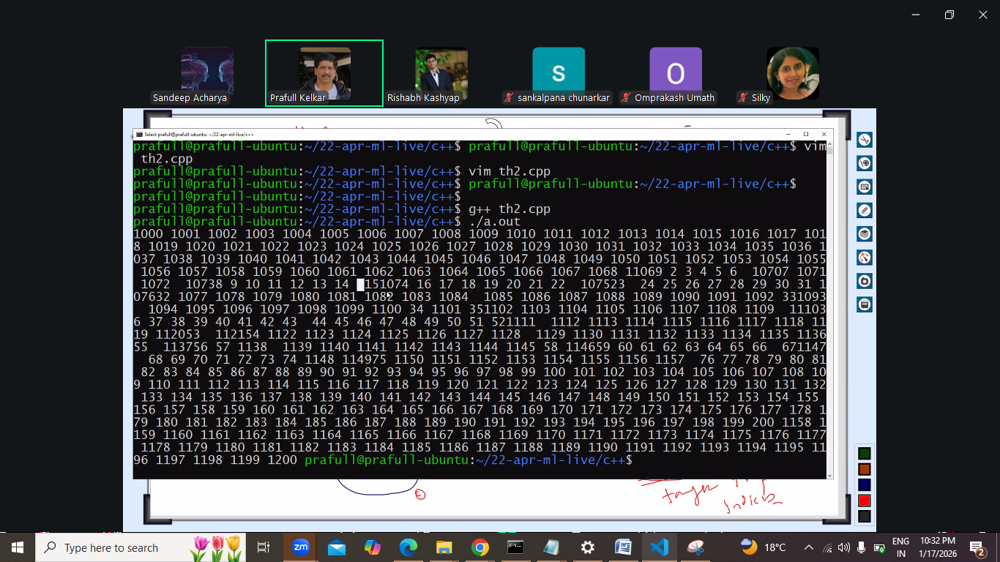 Sandeep Acharya
Prafull Kelkar
Rishabh Kashyap
S
sankalpana chunarkar
O
Omprakash Umath
Silky
Select prafull@prafull-ubuntu: ~/22-apr-ml-live/c++
prafull@prafull-ubuntu:~/22-apr-ml-live/c++$ prafull@prafull-ubuntu:~/22-apr-ml-live/c++$ vim
th2.cpp
prafull@prafull-ubuntu:~/22-apr-ml-live/c++$ vim th2.cpp
prafull@prafull-ubuntu:~/22-apr-ml-live/c++$ prafull@prafull-ubuntu:~/22-apr-ml-live/c++$
prafull@prafull-ubuntu:~/22-apr-ml-live/c++$
prafull@prafull-ubuntu:~/22-apr-ml-live/c++$ g++ th2.cpp
prafull@prafull-ubuntu:~/22-apr-ml-live/c++$ ./a.out
1000 1001 1002 1003 1004 1005 1006 1007 1008 1009 1010 1011 1012 1013 1014 1015 1016 1017 101
8 1019 1020 1021 1022 1023 1024 1025 1026 1027 1028 1029 1030 1031 1032 1033 1034 1035 1036 1
037 1038 1039 1040 1041 1042 1043 1044 1045 1046 1047 1048 1049 1050 1051 1052 1053 1054 1055
1056 1057 1058 1059 1060 1061 1062 1063 1064 1065 1066 1067 1068 11069 2 3 4 5 6  10707 1071
1072  10738 9 10 11 12 13 14  151074 16 17 18 19 20 21 22  107523  24 25 26 27 28 29 30 31 1
07632 1077 1078 1079 1080 1081 1082 1083 1084  1085 1086 1087 1088 1089 1090 1091 1092 331093
1094 1095 1096 1097 1098 1099 1100 34 1101 351102 1103 1104 1105 1106 1107 1108 1109  11103
6 37 38 39 40 41 42 43  44 45 46 47 48 49 50 51 521111  1112 1113 1114 1115 1116 1117 1118 11
19 112053  112154 1122 1123 1124 1125 1126 1127 1128  1129 1130 1131 1132 1133 1134 1135 1136
55  113756 57 1138  1139 1140 1141 1142 1143 1144 1145 58 114659 60 61 62 63 64 65 66  671147
68 69 70 71 72 73 74 1148 114975 1150 1151 1152 1153 1154 1155 1156 1157  76 77 78 79 80 81
82 83 84 85 86 87 88 89 90 91 92 93 94 95 96 97 98 99 100 101 102 103 104 105 106 107 108 10
9 110 111 112 113 114 115 116 117 118 119 120 121 122 123 124 125 126 127 128 129 130 131 132
133 134 135 136 137 138 139 140 141 142 143 144 145 146 147 148 149 150 151 152 153 154 155
156 157 158 159 160 161 162 163 164 165 166 167 168 169 170 171 172 173 174 175 176 177 178 1
79 180 181 182 183 184 185 186 187 188 189 190 191 192 193 194 195 196 197 198 199 200 1158 1
159 1160 1161 1162 1163 1164 1165 1166 1167 1168 1169 1170 1171 1172 1173 1174 1175 1176 1177
1178 1179 1180 1181 1182 1183 1184 1185 1186 1187 1188 1189 1190 1191 1192 1193 1194 1195 11
96 1197 1198 1199 1200 prafull@prafull-ubuntu:~/22-apr-ml-live/c++$
Type here to search
zm
18°C
ENG
IN
10:32 PM
1/17/2026
2